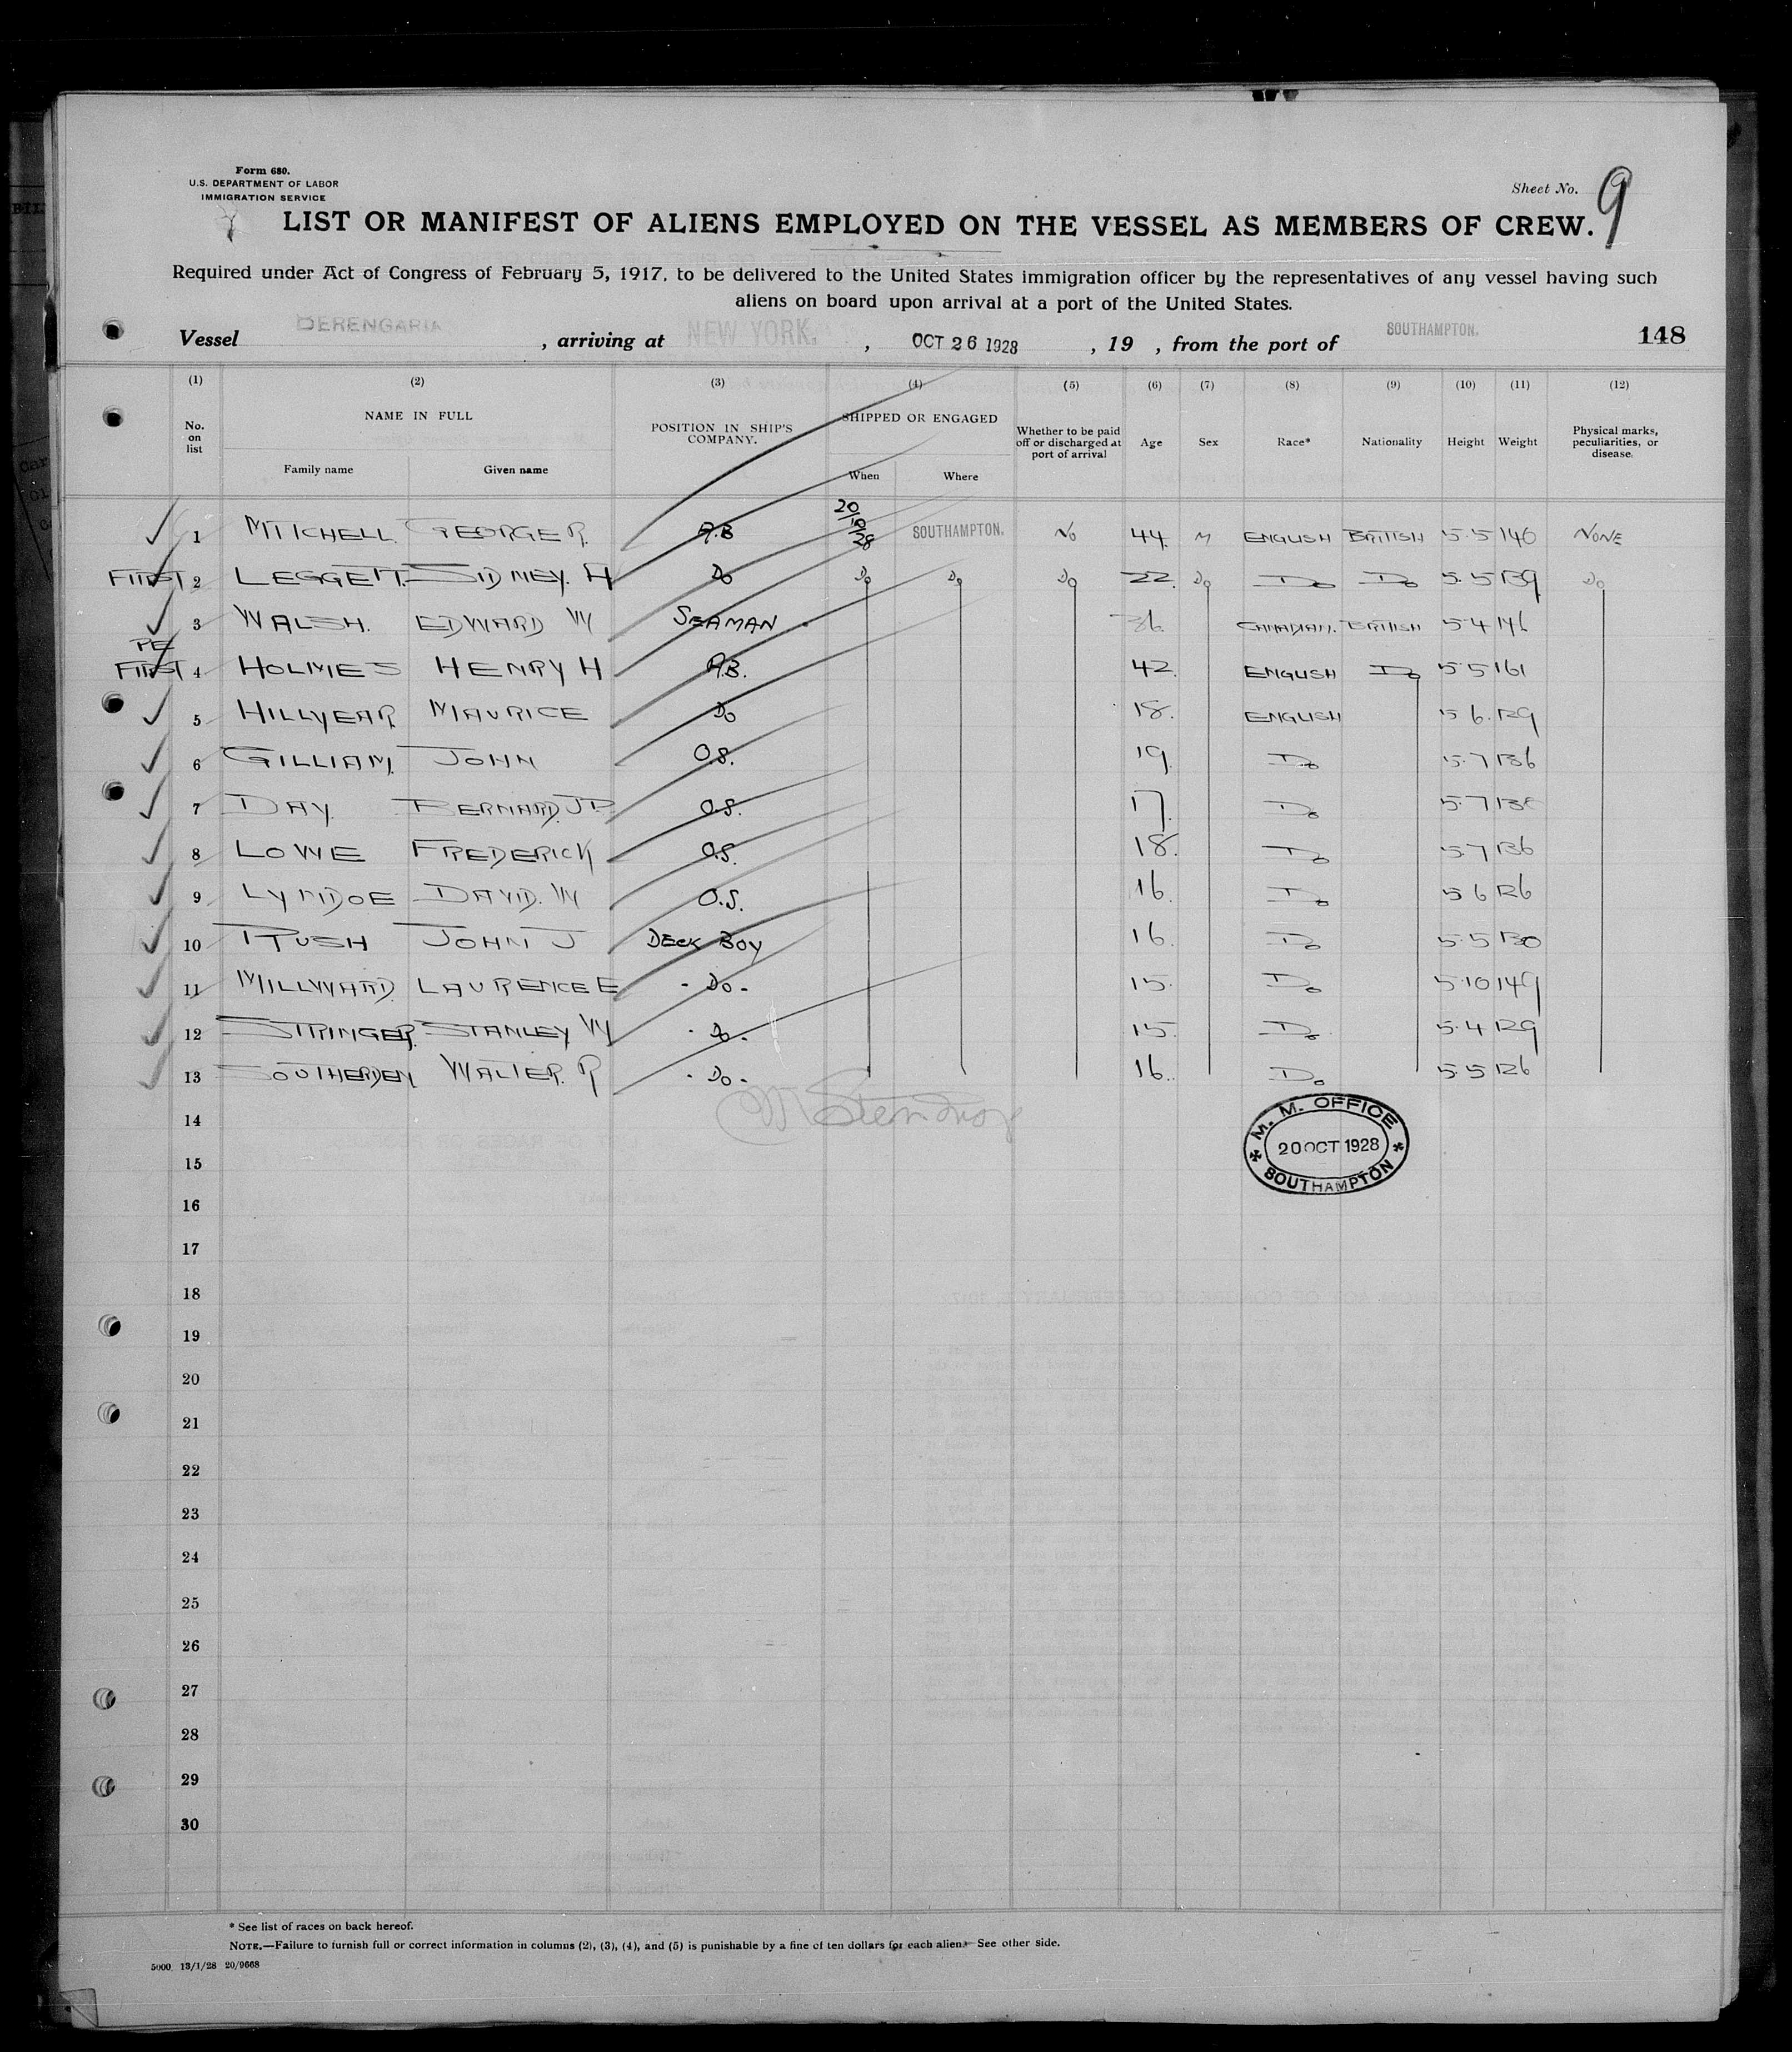 Form 680.
U.S. DEPARTMENT OF LABOR
IMMIGRATION SERVICE
Sheet No. 9
LIST OR MANIFEST OF ALIENS EMPLOYED ON THE VESSEL AS MEMBERS OF CREW.
Required under Act of Congress of February 5, 1917, to be delivered to the United States immigration officer by the representatives of any vessel having such
aliens on board upon arrival at a port of the United States.
Vessel BERENGARIA, arriving at NEW YORK. , OCT 26 1928 , 19 , from the port of SOUTHAMPTON. 148
(1) (2) (3) (4) (5) (6) (7) (8) (9) (10) (11) (12)
No. on list NAME IN FULL Family name Given name POSITION IN SHIP'S COMPANY. SHIPPED OR ENGAGED When Where Whether to be paid off or discharged at port of arrival Age Sex Race* Nationality Height Weight Physical marks, peculiarities, or disease.
1 MITCHELL GEORGE R. A.B 20/10/28 SOUTHAMPTON. No 44 M ENGLISH BRITISH 5.5 140 NONE
FIRST 2 LEGGETT. SIDNEY. H Do Do Do Do 22. Do Do Do 5.5 139 Do
3 WALSH. EDWARD W SEAMAN 36. CANADIAN. BRITISH 5.4 146
PE
FIRST 4 HOLMES HENRY H A.B. 42. ENGLISH Do 5.5 161
5 HILLYEAR MAURICE Do 18. ENGLISH 5 6. 129
6 GILLIAM. JOHN O.S. 19. Do 5.7 136
7 DAY. BERNARD. J.P. O.S. 17. Do 5.7 138
8 LOWE FREDERICK O.S. 18. Do 5.7 136
9 LYNDOE DAVID. W O.S. 16. Do 5 6 126
10 RUSH JOHN J DECK BOY 16. Do 5.5 130
11 MILLWARD LAURENCE E - Do - 15. Do 5.10 149
12 STRINGER STANLEY W - Do. 15. Do 5.4 129
13 SOUTHERDEN WALTER. R - Do - 16. Do 5.5 126
14
M. M. OFFICE
20 OCT 1928
SOUTHAMPTON
15
16
17
18
19
20
21
22
23
24
25
26
27
28
29
30
* See list of races on back hereof.
NOTE.—Failure to furnish full or correct information in columns (2), (3), (4), and (5) is punishable by a fine of ten dollars for each alien. See other side.
5000 13/1/28 20/9668